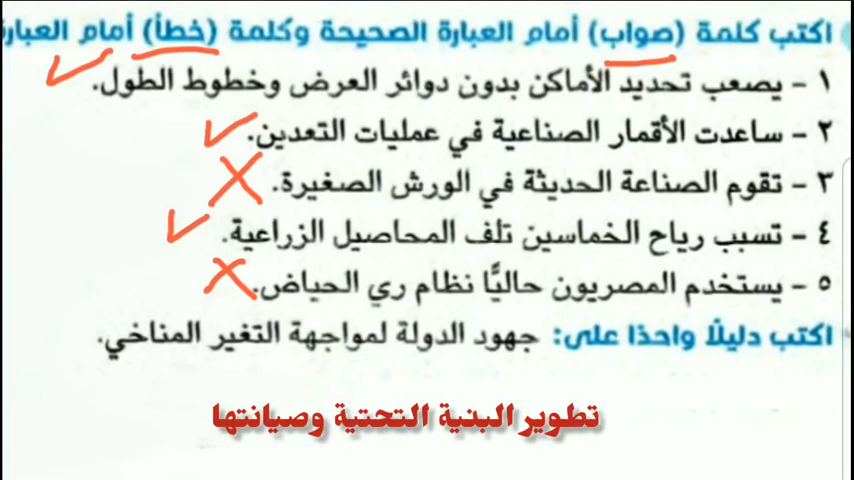 اكتب كلمة (صواب) أمام العبارة الصحيحة وكلمة (خطأ) أمام العبارة
١ - يصعب تحديد الأماكن بدون دوائر العرض وخطوط الطول.
٢ - ساعدت الأقمار الصناعية في عمليات التعدين.
٣ - تقوم الصناعة الحديثة في الورش الصغيرة.
٤ - تسبب رياح الخماسين تلف المحاصيل الزراعية.
٥ - يستخدم المصريون حاليًّا نظام ري الحياض.
اكتب دليلًا واحدًا على: جهود الدولة لمواجهة التغير المناخي.
تطوير البنية التحتية وصيانتها